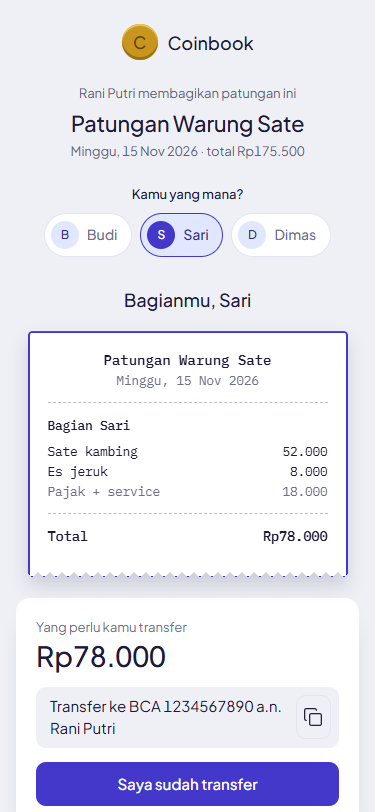 C Coinbook
Rani Putri membagikan patungan ini
Patungan Warung Sate
Minggu, 15 Nov 2026 · total Rp175.500
Kamu yang mana?
B Budi S Sari D Dimas
Bagianmu, Sari
Patungan Warung Sate
Minggu, 15 Nov 2026
Bagian Sari
Sate kambing 52.000
Es jeruk 8.000
Pajak + service 18.000
Total Rp78.000
Yang perlu kamu transfer
Rp78.000
Transfer ke BCA 1234567890 a.n.
Rani Putri
Saya sudah transfer